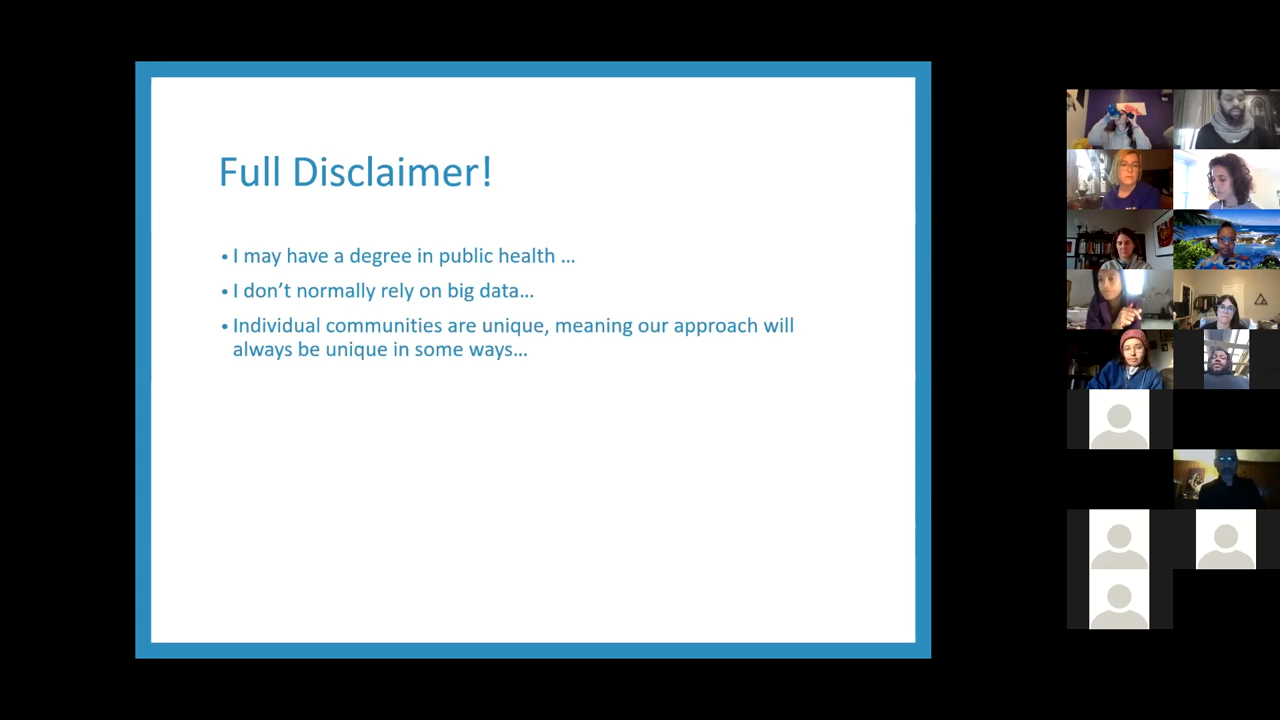 Full Disclaimer!
• I may have a degree in public health …
• I don’t normally rely on big data…
• Individual communities are unique, meaning our approach will
always be unique in some ways…